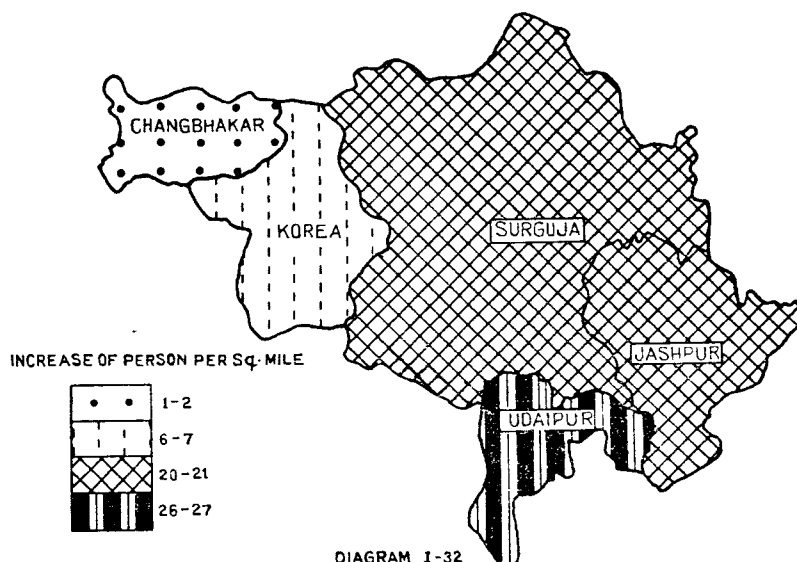 CHANGBHAKAR
KOREA
SURGUJA
JASHPUR
UDAIPUR
INCREASE OF PERSON PER Sq. MILE
1-2
6-7
20-21
26-27
DIAGRAM I-32